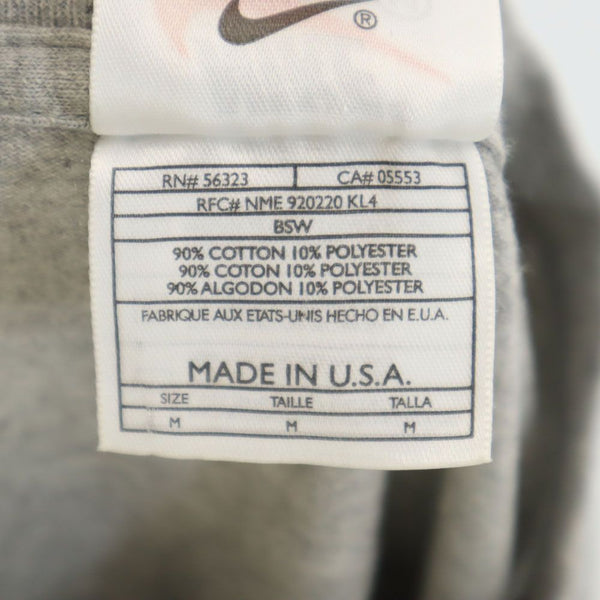 ®
RN# 56323 CA# 05553
RFC# NME 920220 KL4
BSW
90% COTTON 10% POLYESTER
90% COTON 10% POLYESTER
90% ALGODON 10% POLYESTER
FABRIQUE AUX ETATS-UNIS HECHO EN E.U.A.
MADE IN U.S.A.
SIZE TAILLE TALLA
M M M